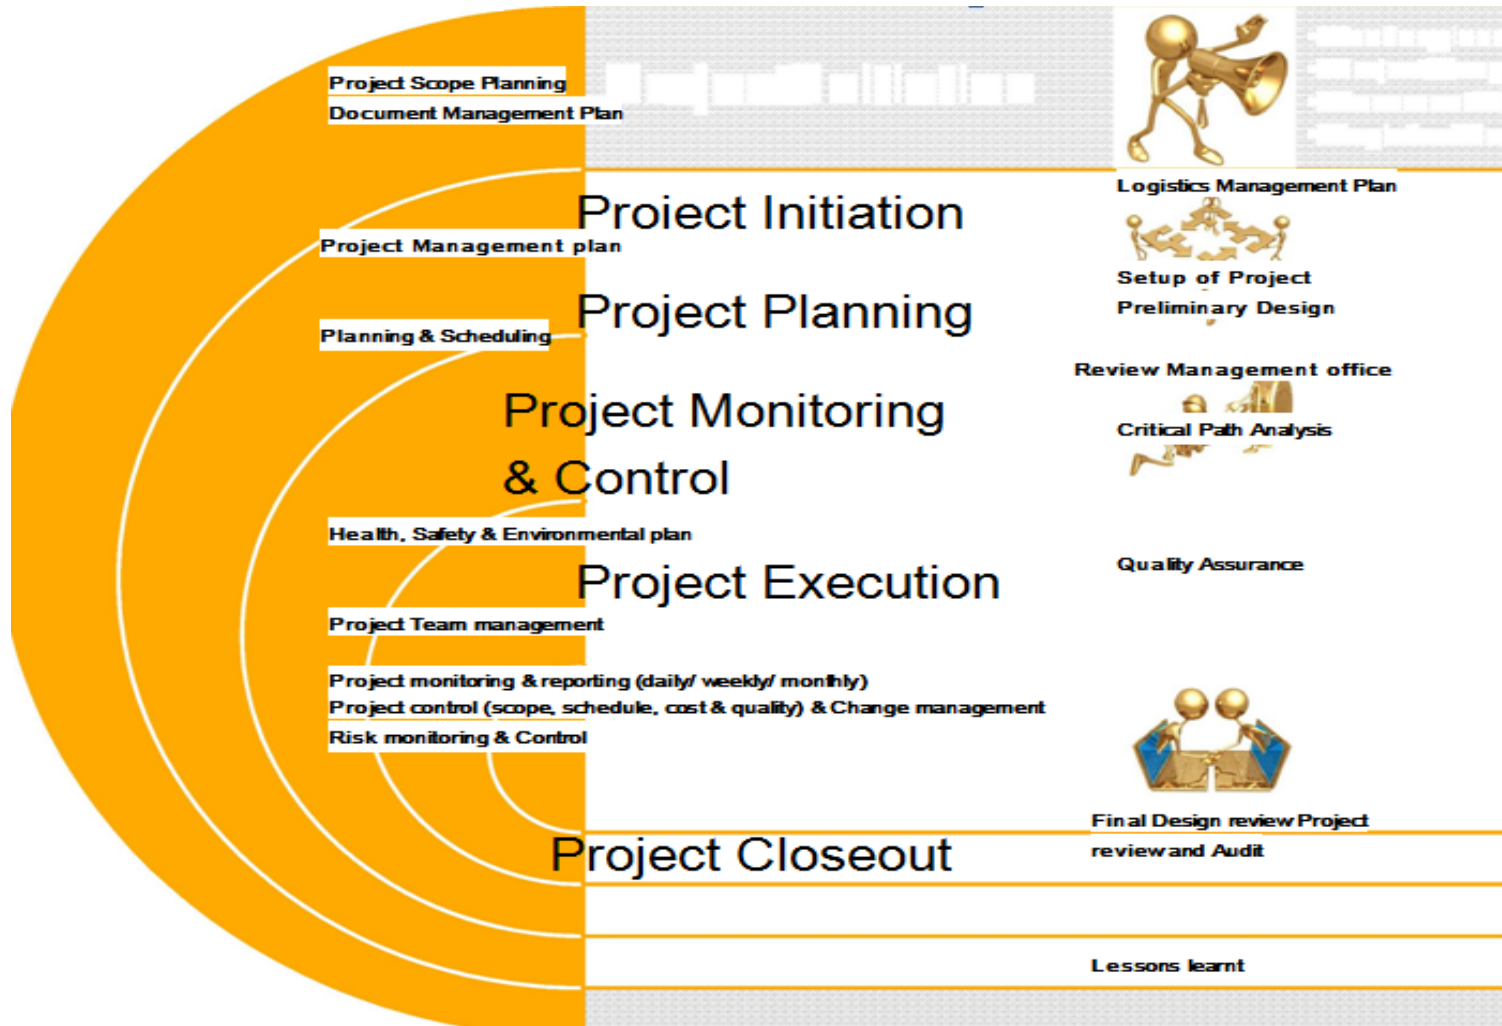 Project Scope Planning
Document Management Plan
Logistics Management Plan
Project Initiation
Project Management plan
Setup of Project
Project Planning
Preliminary Design
Planning & Scheduling
Review Management office
Project Monitoring
Critical Path Analysis
& Control
Health, Safety & Environmental plan
Quality Assurance
Project Execution
Project Team management
Project monitoring & reporting (daily/ weekly/ monthly)
Project control (scope, schedule, cost & quality) & Change management
Risk monitoring & Control
Final Design review Project
Project Closeout
review and Audit
Lessons learnt